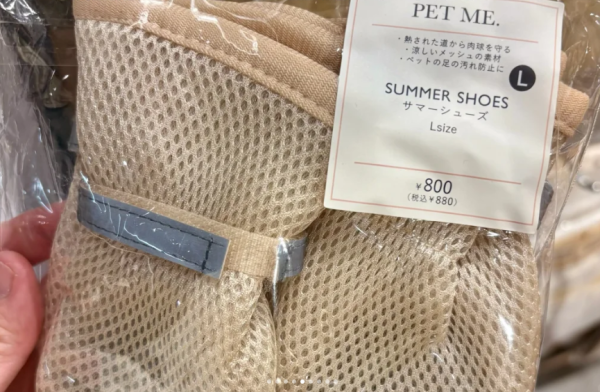 PET ME.
・熱された道から肉球を守る
・涼しいメッシュの素材
・ペットの足の汚れ防止に
L
SUMMER SHOES
サマーシューズ
Lsize
¥800
(税込¥880)